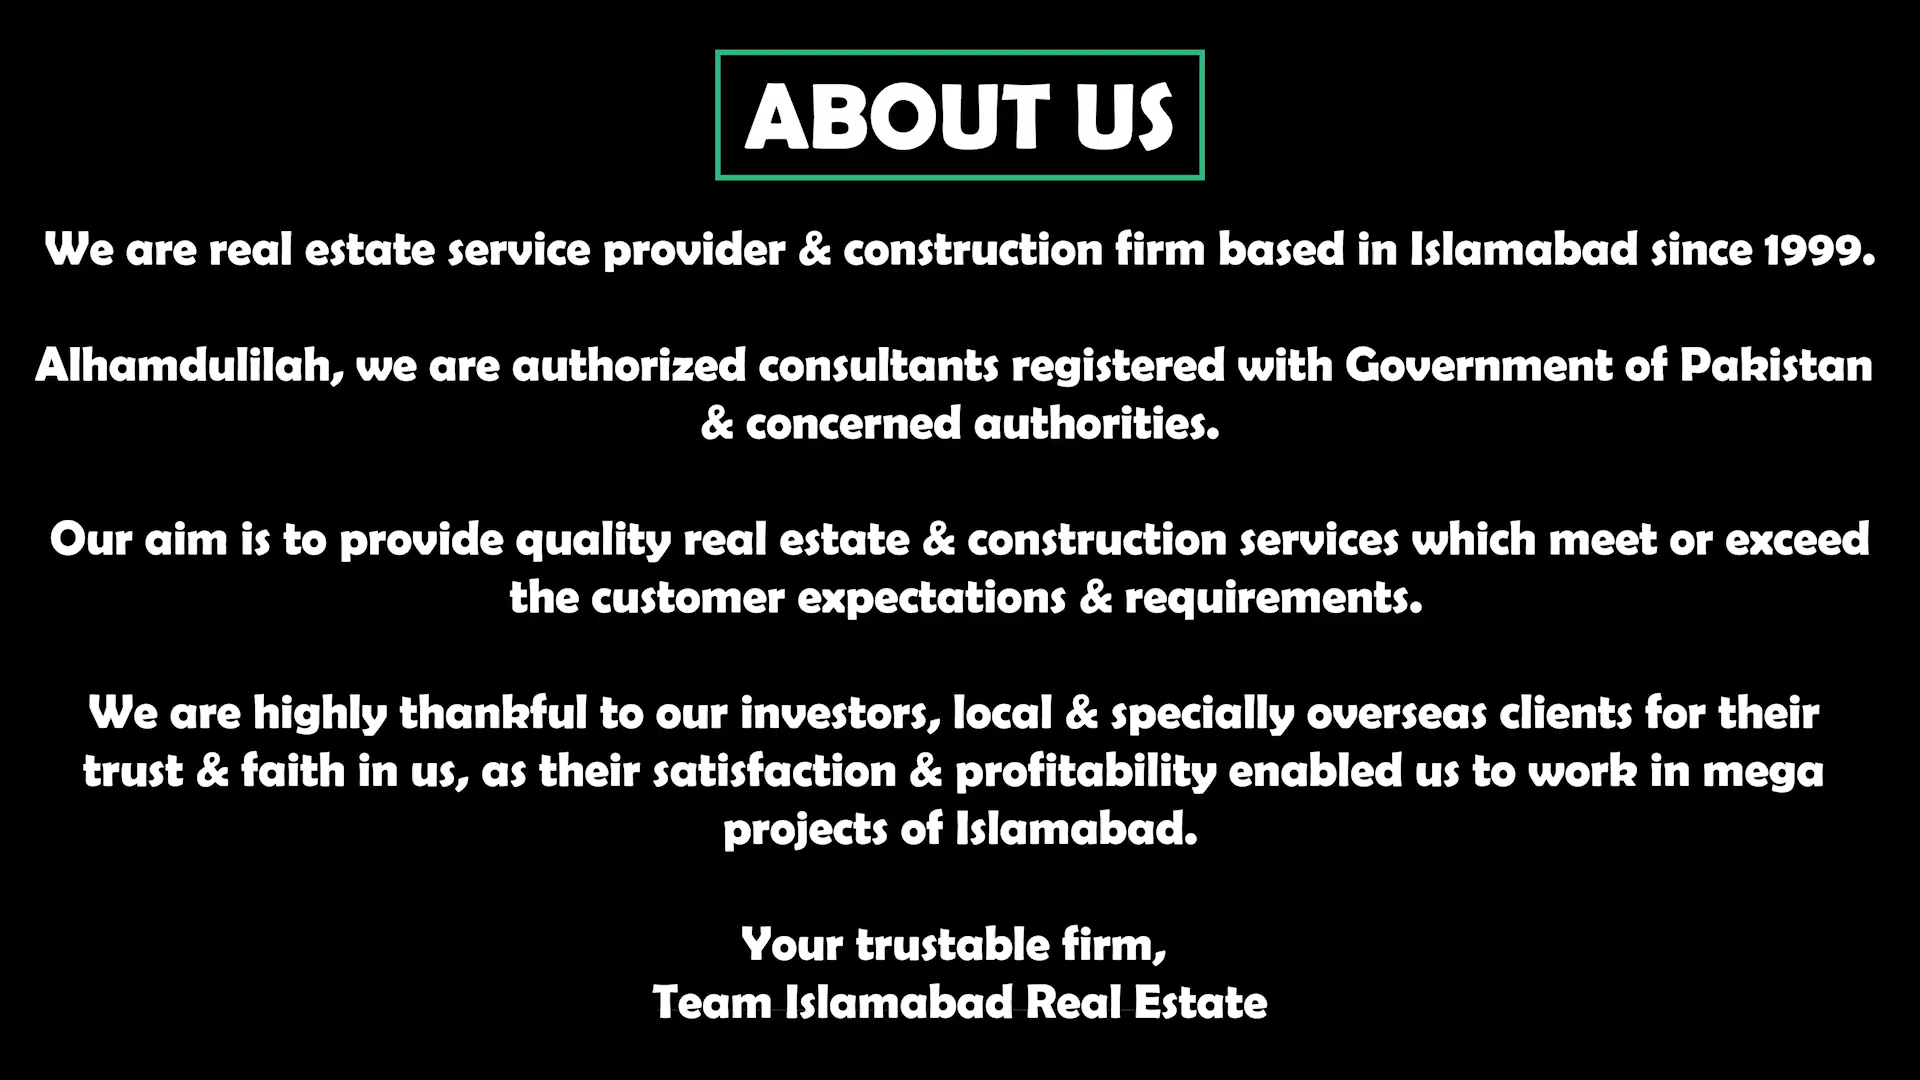 ABOUT US
We are real estate service provider & construction firm based in Islamabad since 1999.
Alhamdulilah, we are authorized consultants registered with Government of Pakistan
& concerned authorities.
Our aim is to provide quality real estate & construction services which meet or exceed
the customer expectations & requirements.
We are highly thankful to our investors, local & specially overseas clients for their
trust & faith in us, as their satisfaction & profitability enabled us to work in mega
projects of Islamabad.
Your trustable firm,
Team Islamabad Real Estate